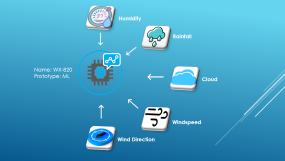 Humidity
Rainfall
Name: WX-820
Prototype: ML
Cloud
Windspeed
Wind Direction